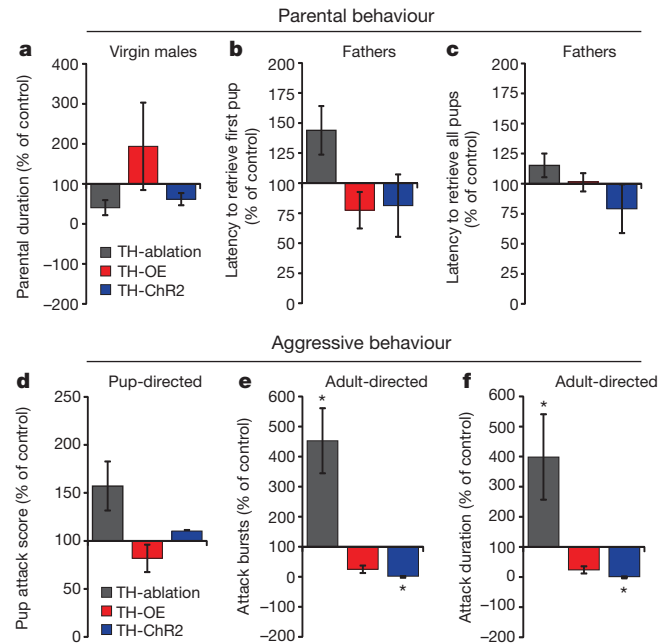 Parental behaviour
a Virgin males
Parental duration (% of control)
400
300
200
100
100
−100
−200
TH-ablation
TH-OE
TH-ChR2
b Fathers
Latency to retrieve first pup
(% of control)
200
175
150
125
100
75
50
25
0
c Fathers
Latency to retrieve all pups
(% of control)
200
175
150
125
100
75
50
25
0
Aggressive behaviour
d Pup-directed
Pup attack score (% of control)
250
200
150
100
50
0
TH-ablation
TH-OE
TH-ChR2
e Adult-directed
Attack bursts (% of control)
600
500
400
300
200
100
0
−100
−200
*
*
f Adult-directed
Attack duration (% of control)
600
500
400
300
400
100
0
−100
−200
*
*